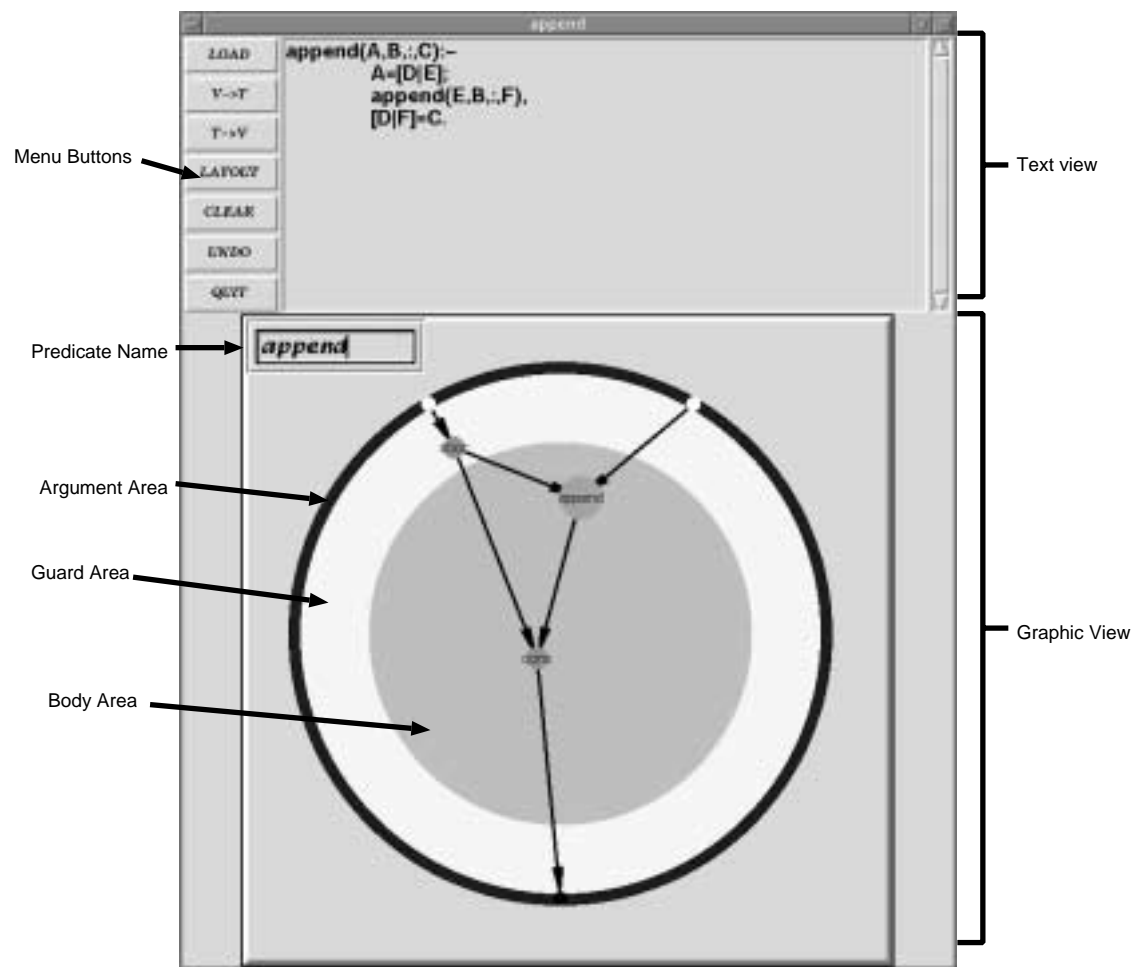 append
LOAD
V->T
T->V
LAYOUT
CLEAR
UNDO
QUIT
append(A,B,:,C):–
A=[D|E];
append(E,B,:,F),
[D|F]=C.
Menu Buttons
Text view
Predicate Name
append
Argument Area
append
Guard Area
Graphic View
Body Area